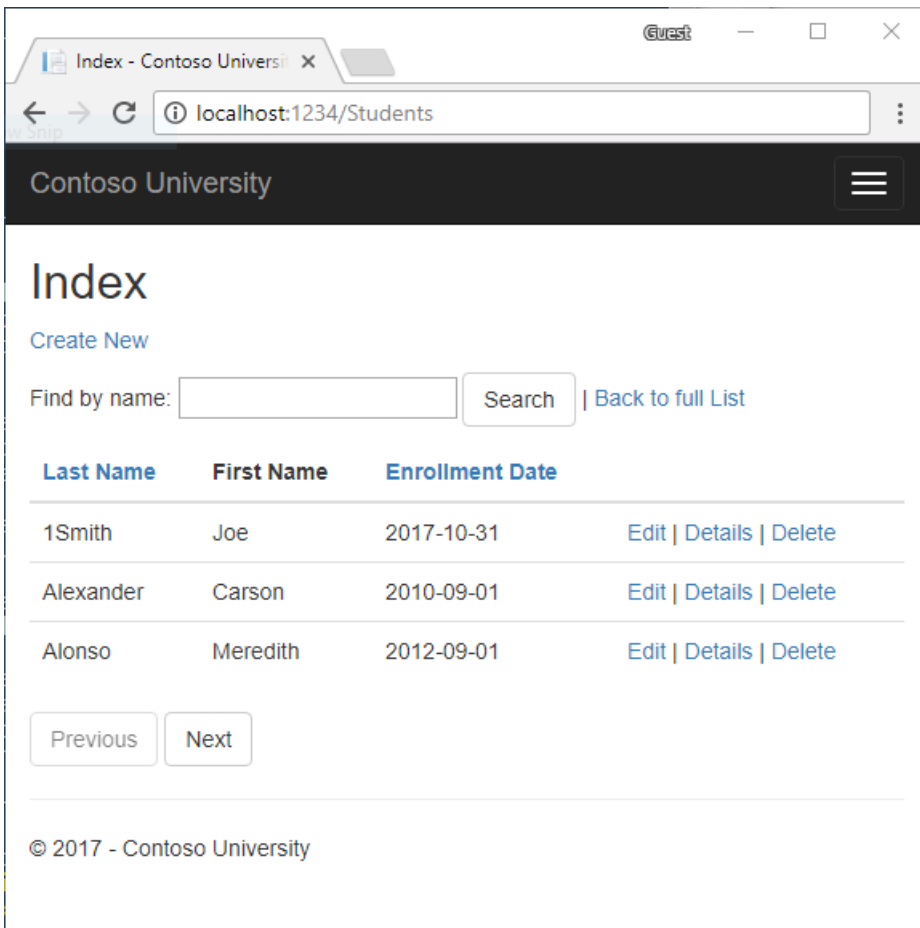 Guest
Index - Contoso Universit
localhost:1234/Students
w Snip
Contoso University
Index
Create New
Find by name: Search | Back to full List
Last Name First Name Enrollment Date
1Smith Joe 2017-10-31 Edit | Details | Delete
Alexander Carson 2010-09-01 Edit | Details | Delete
Alonso Meredith 2012-09-01 Edit | Details | Delete
Previous Next
© 2017 - Contoso University